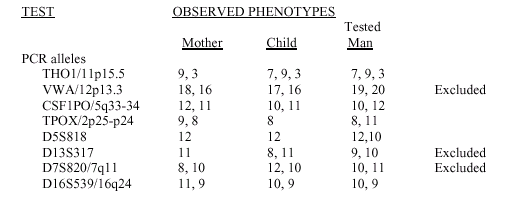 TEST OBSERVED PHENOTYPES
Tested
Mother Child Man
PCR alleles
THO1/11p15.5 9, 3 7, 9, 3 7, 9, 3
VWA/12p13.3 18, 16 17, 16 19, 20 Excluded
CSF1PO/5q33-34 12, 11 10, 11 10, 12
TPOX/2p25-p24 9, 8 8 8, 11
D5S818 12 12 12,10
D13S317 11 8, 11 9, 10 Excluded
D7S820/7q11 8, 10 12, 10 10, 11 Excluded
D16S539/16q24 11, 9 10, 9 10, 9